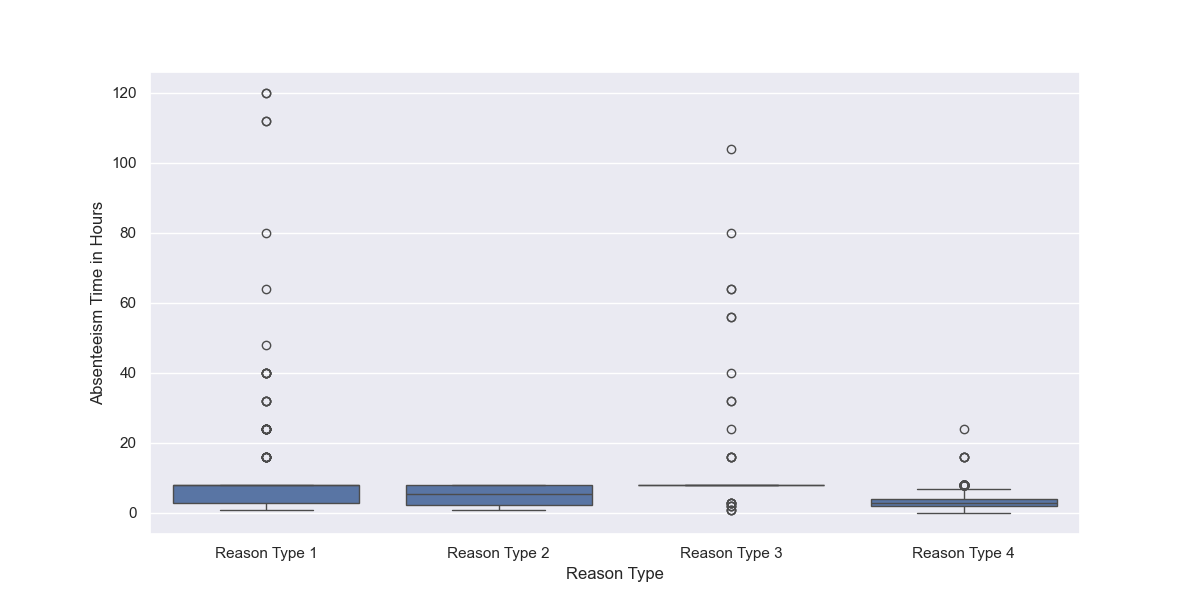 120
100
80
60
40
20
0
Absenteeism Time in Hours
Reason Type 1
Reason Type 2
Reason Type 3
Reason Type 4
Reason Type